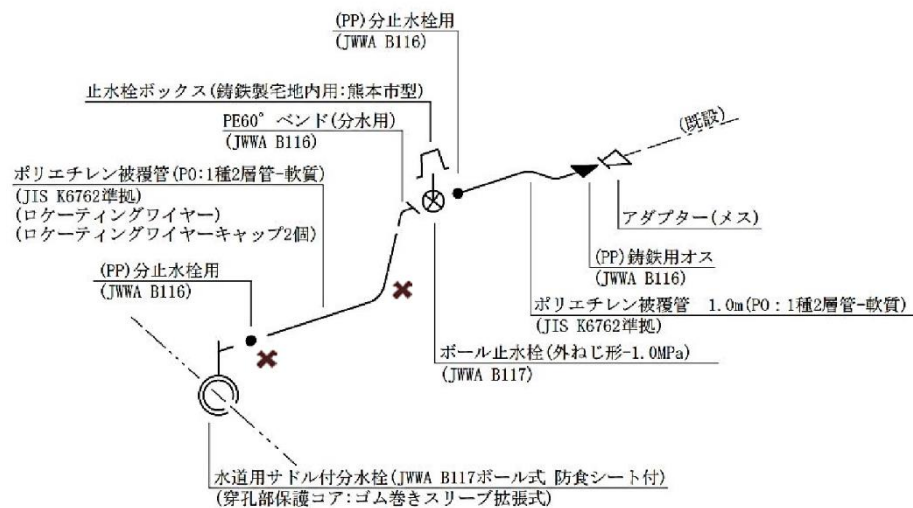 (PP)分止水栓用
(JWWA B116)
止水栓ボックス(鋳鉄製宅地内用:熊本市型)
PE60°ベンド(分水用)
(JWWA B116)
(既設)
ポリエチレン被覆管(PO:1種2層管-軟質)
(JIS K6762準拠)
(ロケーティングワイヤー)
(ロケーティングワイヤーキャップ2個)
アダプター(メス)
(PP)分止水栓用
(JWWA B116)
(PP)鋳鉄用オス
(JWWA B116)
ポリエチレン被覆管 1.0m(PO:1種2層管-軟質)
(JIS K6762準拠)
ボール止水栓(外ねじ形-1.0MPa)
(JWWA B117)
水道用サドル付分水栓(JWWA B117ボール式 防食シート付)
(穿孔部保護コア:ゴム巻きスリーブ拡張式)